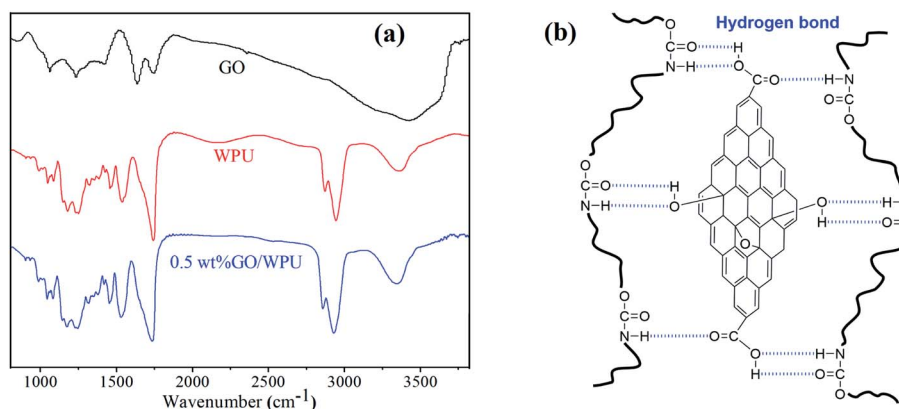 (a)
GO
WPU
0.5 wt%GO/WPU
1000 1500 2000 2500 3000 3500
Wavenumber (cm-1)
(b)
Hydrogen bond
O H
C=O
N-H O
C=O H-N
C=O
O
O
C=O H
N-H O
O H
H O
O
O
C=O
N-H O=C
O H-N
H O=C
O